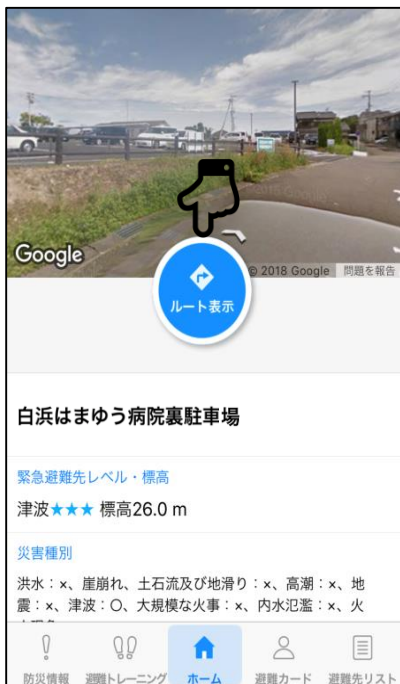 Google
© 2018 Google 問題を報告
ルート表示
白浜はまゆう病院裏駐車場
緊急避難先レベル・標高
津波★★★ 標高26.0 m
災害種別
洪水：×、崖崩れ、土石流及び地滑り：×、高潮：×、地
震：×、津波：〇、大規模な火事：×、内水氾濫：×、火
防災情報 避難トレーニング ホーム 避難カード 避難先リスト